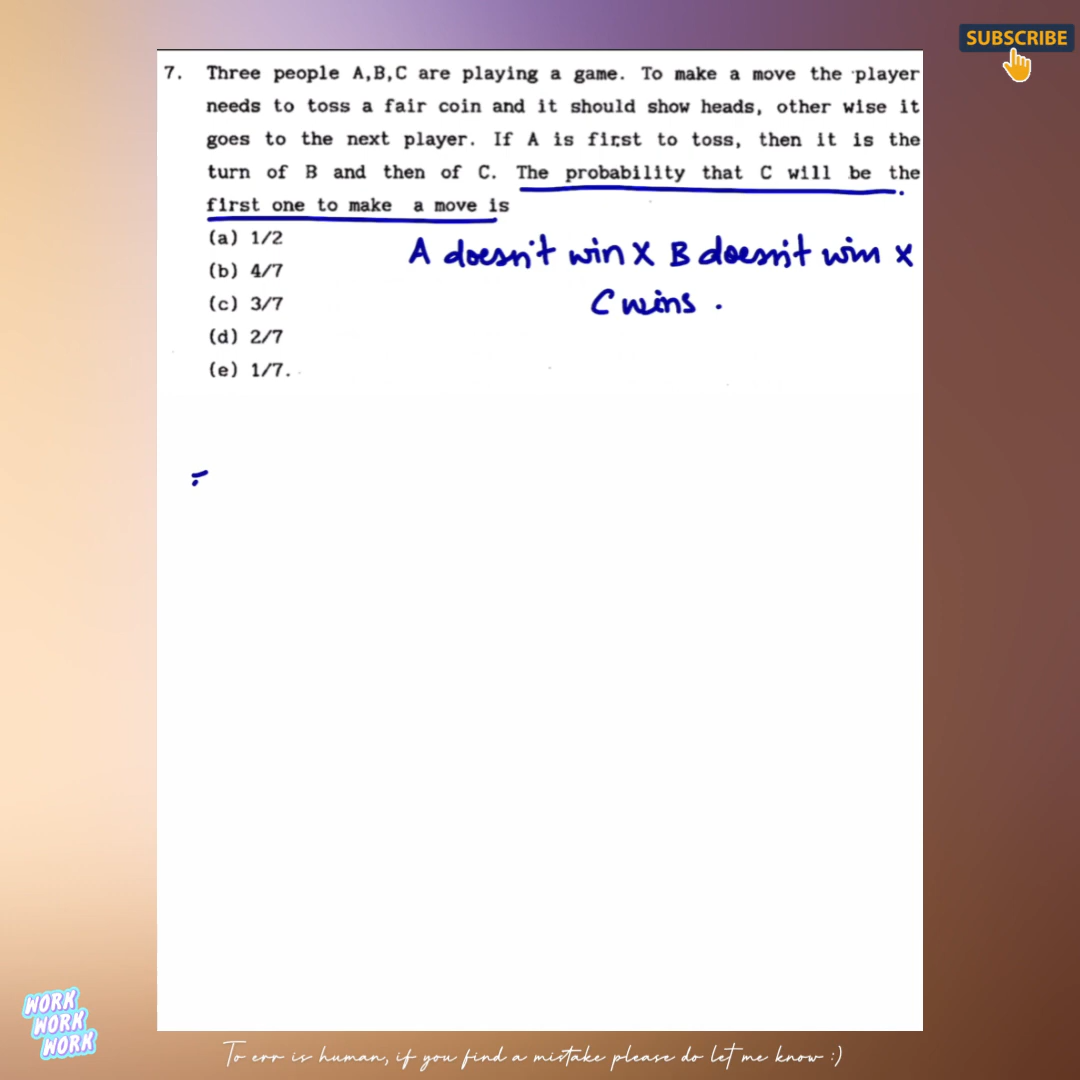 SUBSCRIBE
7. Three people A,B,C are playing a game. To make a move the player
needs to toss a fair coin and it should show heads, other wise it
goes to the next player. If A is first to toss, then it is the
turn of B and then of C. The probability that C will be the
first one to make a move is
(a) 1/2
(b) 4/7
(c) 3/7
(d) 2/7
(e) 1/7.
A doesn't win X B doesn't win X
C wins .
WORK
WORK
WORK
To err is human, if you find a mistake please do let me know :)